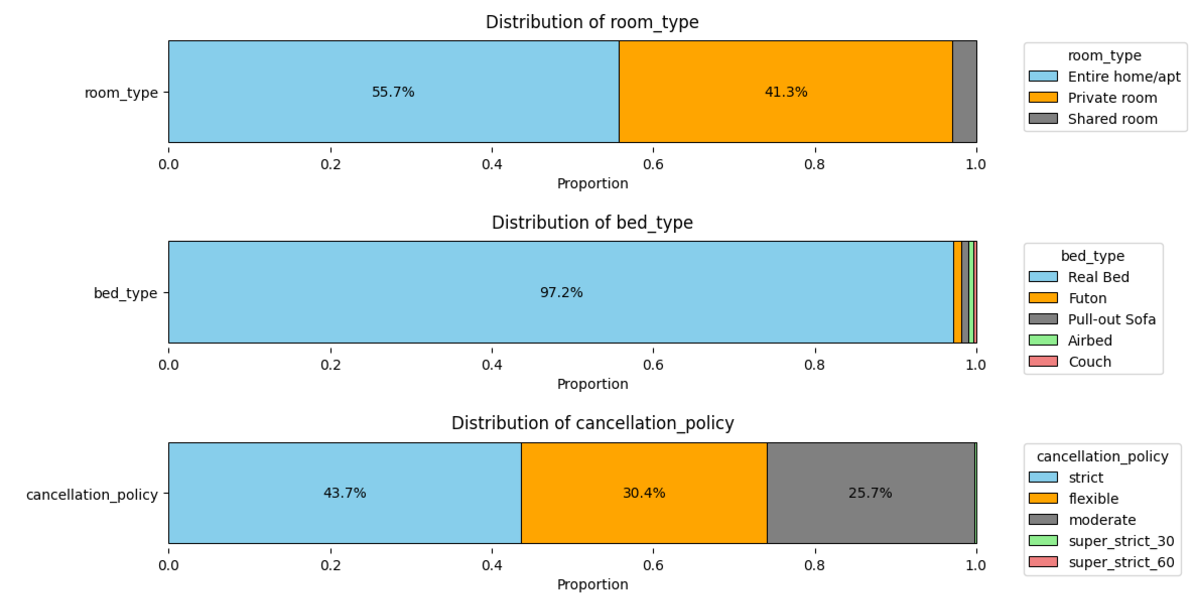 Distribution of room_type
room_type
55.7%
41.3%
0.0 0.2 0.4 0.6 0.8 1.0
Proportion
room_type
Entire home/apt
Private room
Shared room
Distribution of bed_type
bed_type
97.2%
0.0 0.2 0.4 0.6 0.8 1.0
Proportion
bed_type
Real Bed
Futon
Pull-out Sofa
Airbed
Couch
Distribution of cancellation_policy
cancellation_policy
43.7%
30.4%
25.7%
0.0 0.2 0.4 0.6 0.8 1.0
Proportion
cancellation_policy
strict
flexible
moderate
super_strict_30
super_strict_60